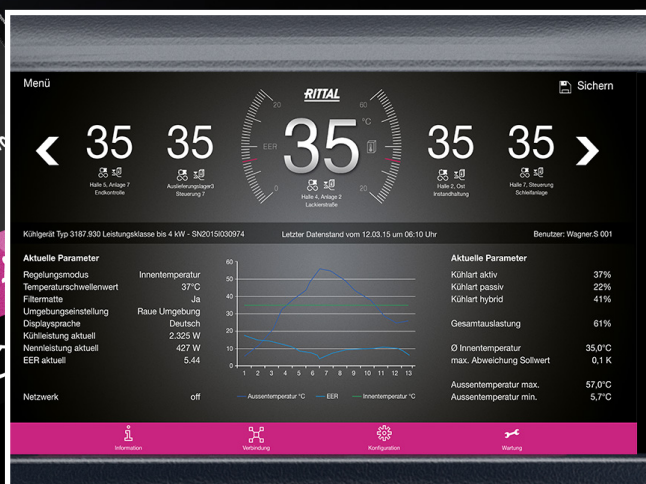 Menü
RITTAL
Sichern
20
60
°C
EER
0
20
35
35
35
35
35
Halle 5, Anlage 7
Endkontrolle
Auslieferungslager3
Steuerung 7
Halle 4, Anlage 2
Lackierstraße
Halle 2, Ost
Instandhaltung
Halle 7, Steuerung
Schleifanlage
Kühlgerät Typ 3187.930 Leistungsklasse bis 4 kW - SN2015I030974
Letzter Datenstand vom 12.03.15 um 06:10 Uhr
Benutzer: Wagner.S 001
Aktuelle Parameter
Regelungsmodus Innentemperatur
Temperaturschwellenwert 37°C
Filtermatte Ja
Umgebungseinstellung Raue Umgebung
Displaysprache Deutsch
Kühlleistung aktuell 2.325 W
Nennleistung aktuell 427 W
EER aktuell 5.44
Netzwerk off
60
50
40
30
20
10
0
1 2 3 4 5 6 7 8 9 10 11 12 13
Aussentemperatur °C EER Innentemperatur °C
Aktuelle Parameter
Kühlart aktiv 37%
Kühlart passiv 22%
Kühlart hybrid 41%
Gesamtauslastung 61%
Ø Innentemperatur 35,0°C
max. Abweichung Sollwert 0,1 K
Aussentemperatur max. 57,0°C
Aussentemperatur min. 5,7°C
Information
Verbindung
Konfiguration
Wartung